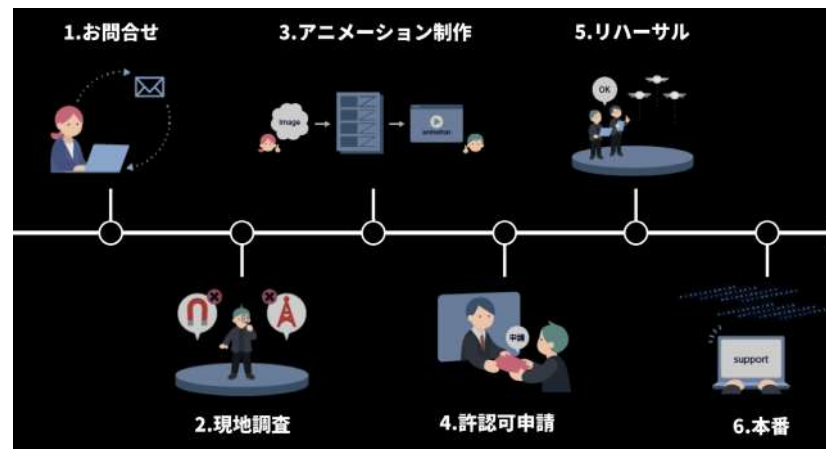 1.お問合せ
3.アニメーション制作
5.リハーサル
image
animation
OK
申請
support
2.現地調査
4.許認可申請
6.本番